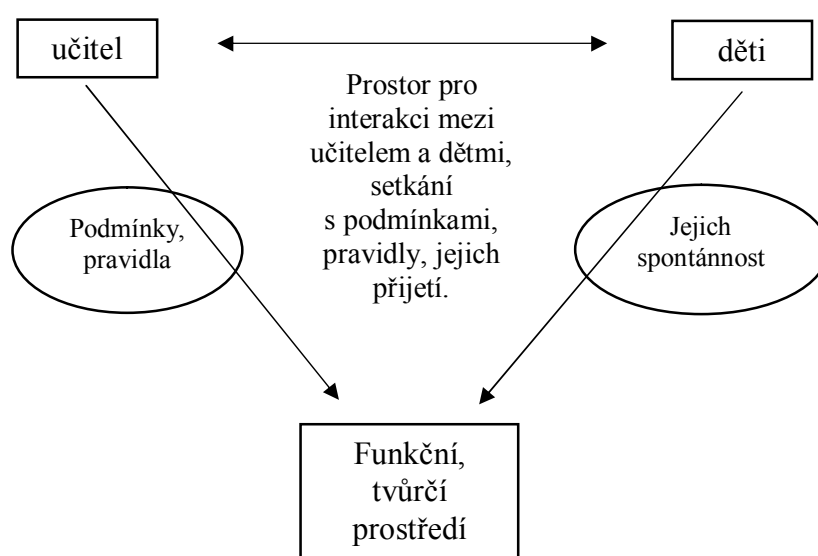 učitel
děti
Prostor pro
interakci mezi
učitelem a dětmi,
setkání
s podmínkami,
pravidly, jejich
přijetí.
Podmínky,
pravidla
Jejich
spontánnost
Funkční,
tvůrčí
prostředí